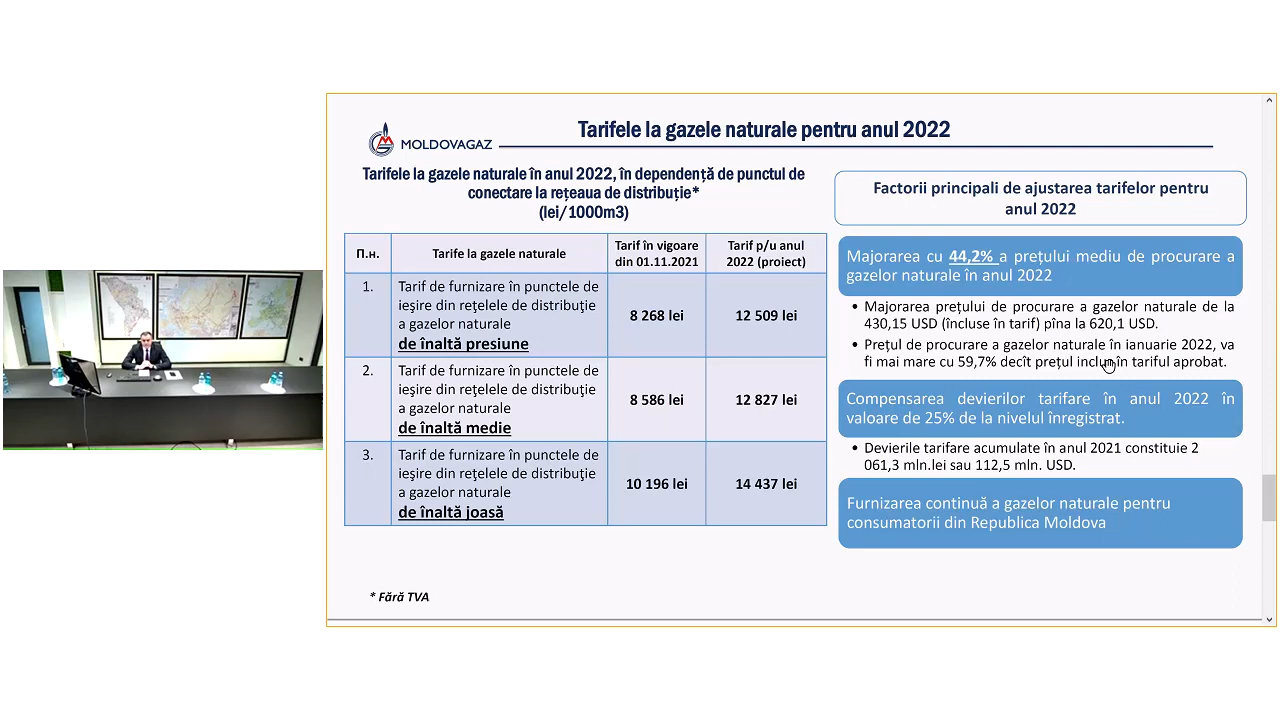 Tarifele la gazele naturale pentru anul 2022
MOLDOVAGAZ
Tarifele la gazele naturale în anul 2022, în dependență de punctul de
conectare la rețeaua de distribuție*
(lei/1000m3)
П.н.
Tarife la gazele naturale
Tarif în vigoare
din 01.11.2021
Tarif p/u anul
2022 (proiect)
1.
Tarif de furnizare în punctele de
ieșire din rețelele de distribuție
a gazelor naturale
de înaltă presiune
8 268 lei
12 509 lei
2.
Tarif de furnizare în punctele de
ieșire din rețelele de distribuție
a gazelor naturale
de înaltă medie
8 586 lei
12 827 lei
3.
Tarif de furnizare în punctele de
ieșire din rețelele de distribuție
a gazelor naturale
de înaltă joasă
10 196 lei
14 437 lei
* Fără TVA
Factorii principali de ajustarea tarifelor pentru
anul 2022
Majorarea cu 44,2% a prețului mediu de procurare a
gazelor naturale în anul 2022
• Majorarea prețului de procurare a gazelor naturale de la
430,15 USD (încluse în tarif) pîna la 620,1 USD.
• Prețul de procurare a gazelor naturale în ianuarie 2022, va
fi mai mare cu 59,7% decît prețul inclus în tariful aprobat.
Compensarea devierilor tarifare în anul 2022 în
valoare de 25% de la nivelul înregistrat.
• Devierile tarifare acumulate în anul 2021 constituie 2
061,3 mln.lei sau 112,5 mln. USD.
Furnizarea continuă a gazelor naturale pentru
consumatorii din Republica Moldova